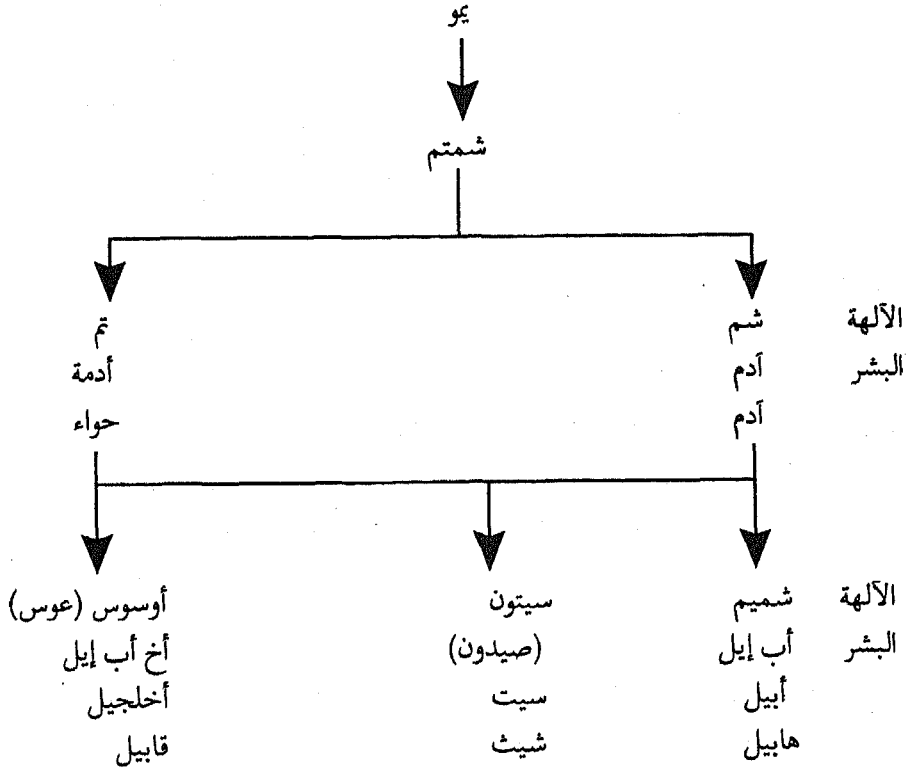 يمو
شمتم
الآلهة شم تم
البشر آدم أدمة
آدم حواء
الآلهة شميم سيتون أوسوس (عوس)
البشر أب إيل (صيدون) أخ أب إيل
أبيل سيت أخلجيل
هابيل شيث قابيل